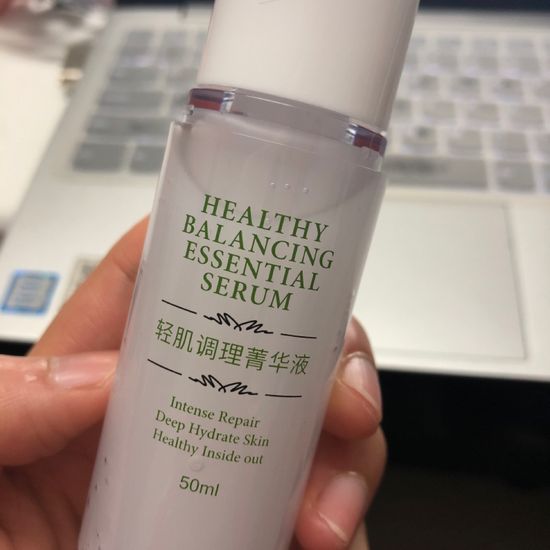 HEALTHY
BALANCING
ESSENTIAL
SERUM
轻肌调理菁华液
Intense Repair
Deep Hydrate Skin
Healthy Inside out
50ml